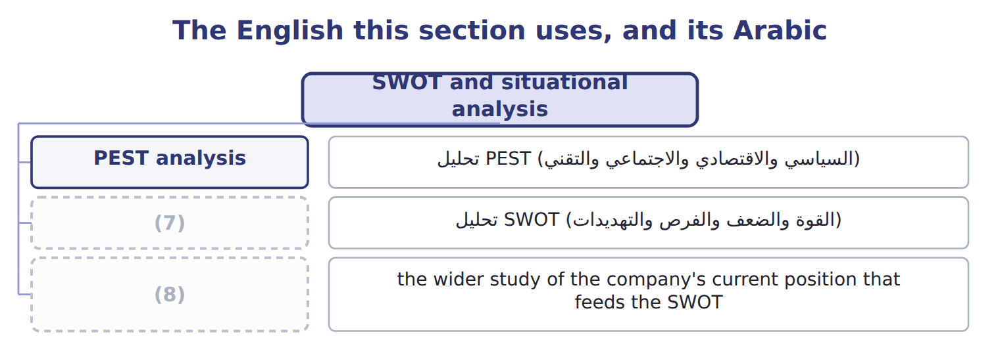 The English this section uses, and its Arabic
SWOT and situational
analysis
PEST analysis
تحليل PEST (السياسي والاقتصادي والاجتماعي والتقني)
(7)
تحليل SWOT (القوة والضعف والفرص والتهديدات)
(8)
the wider study of the company's current position that
feeds the SWOT